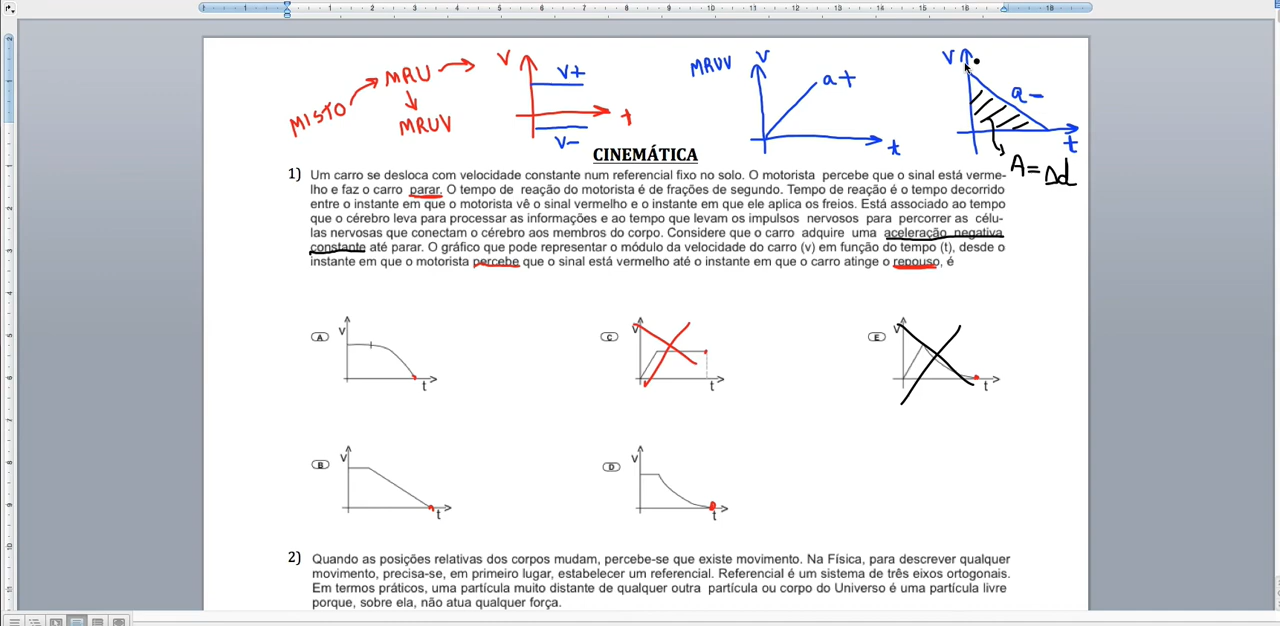 MISTO MRU V V+ t V-
MRUV
MRUV V a+ t
V a- t
A=Δd
CINEMÁTICA
1) Um carro se desloca com velocidade constante num referencial fixo no solo. O motorista percebe que o sinal está verme-
lho e faz o carro parar. O tempo de reação do motorista é de frações de segundo. Tempo de reação é o tempo decorrido
entre o instante em que o motorista vê o sinal vermelho e o instante em que ele aplica os freios. Está associado ao tempo
que o cérebro leva para processar as informações e ao tempo que levam os impulsos nervosos para percorrer as célu-
las nervosas que conectam o cérebro aos membros do corpo. Considere que o carro adquire uma aceleração negativa
constante até parar. O gráfico que pode representar o módulo da velocidade do carro (v) em função do tempo (t), desde o
instante em que o motorista percebe que o sinal está vermelho até o instante em que o carro atinge o repouso, é
A V t
C V t
E V t
B V t
D V t
2) Quando as posições relativas dos corpos mudam, percebe-se que existe movimento. Na Física, para descrever qualquer
movimento, precisa-se, em primeiro lugar, estabelecer um referencial. Referencial é um sistema de três eixos ortogonais.
Em termos práticos, uma partícula muito distante de qualquer outra partícula ou corpo do Universo é uma partícula livre
porque, sobre ela, não atua qualquer força.